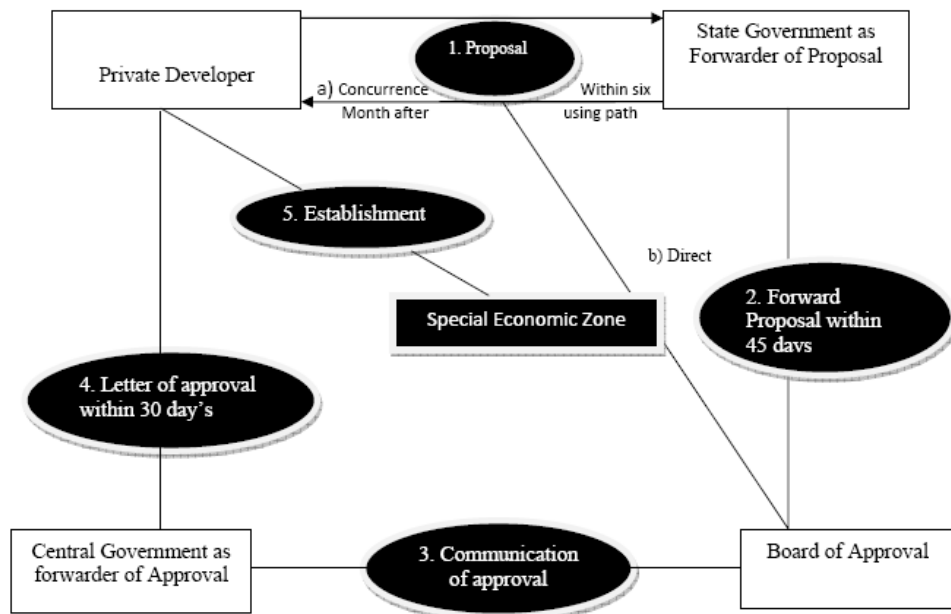 1. Proposal
State Government as
Forwarder of Proposal
Private Developer
a) Concurrence Within six
Month after using path
5. Establishment
b) Direct
2. Forward
Proposal within
45 davs
Special Economic Zone
4. Letter of approval
within 30 day's
Central Government as
forwarder of Approval
3. Communication
of approval
Board of Approval